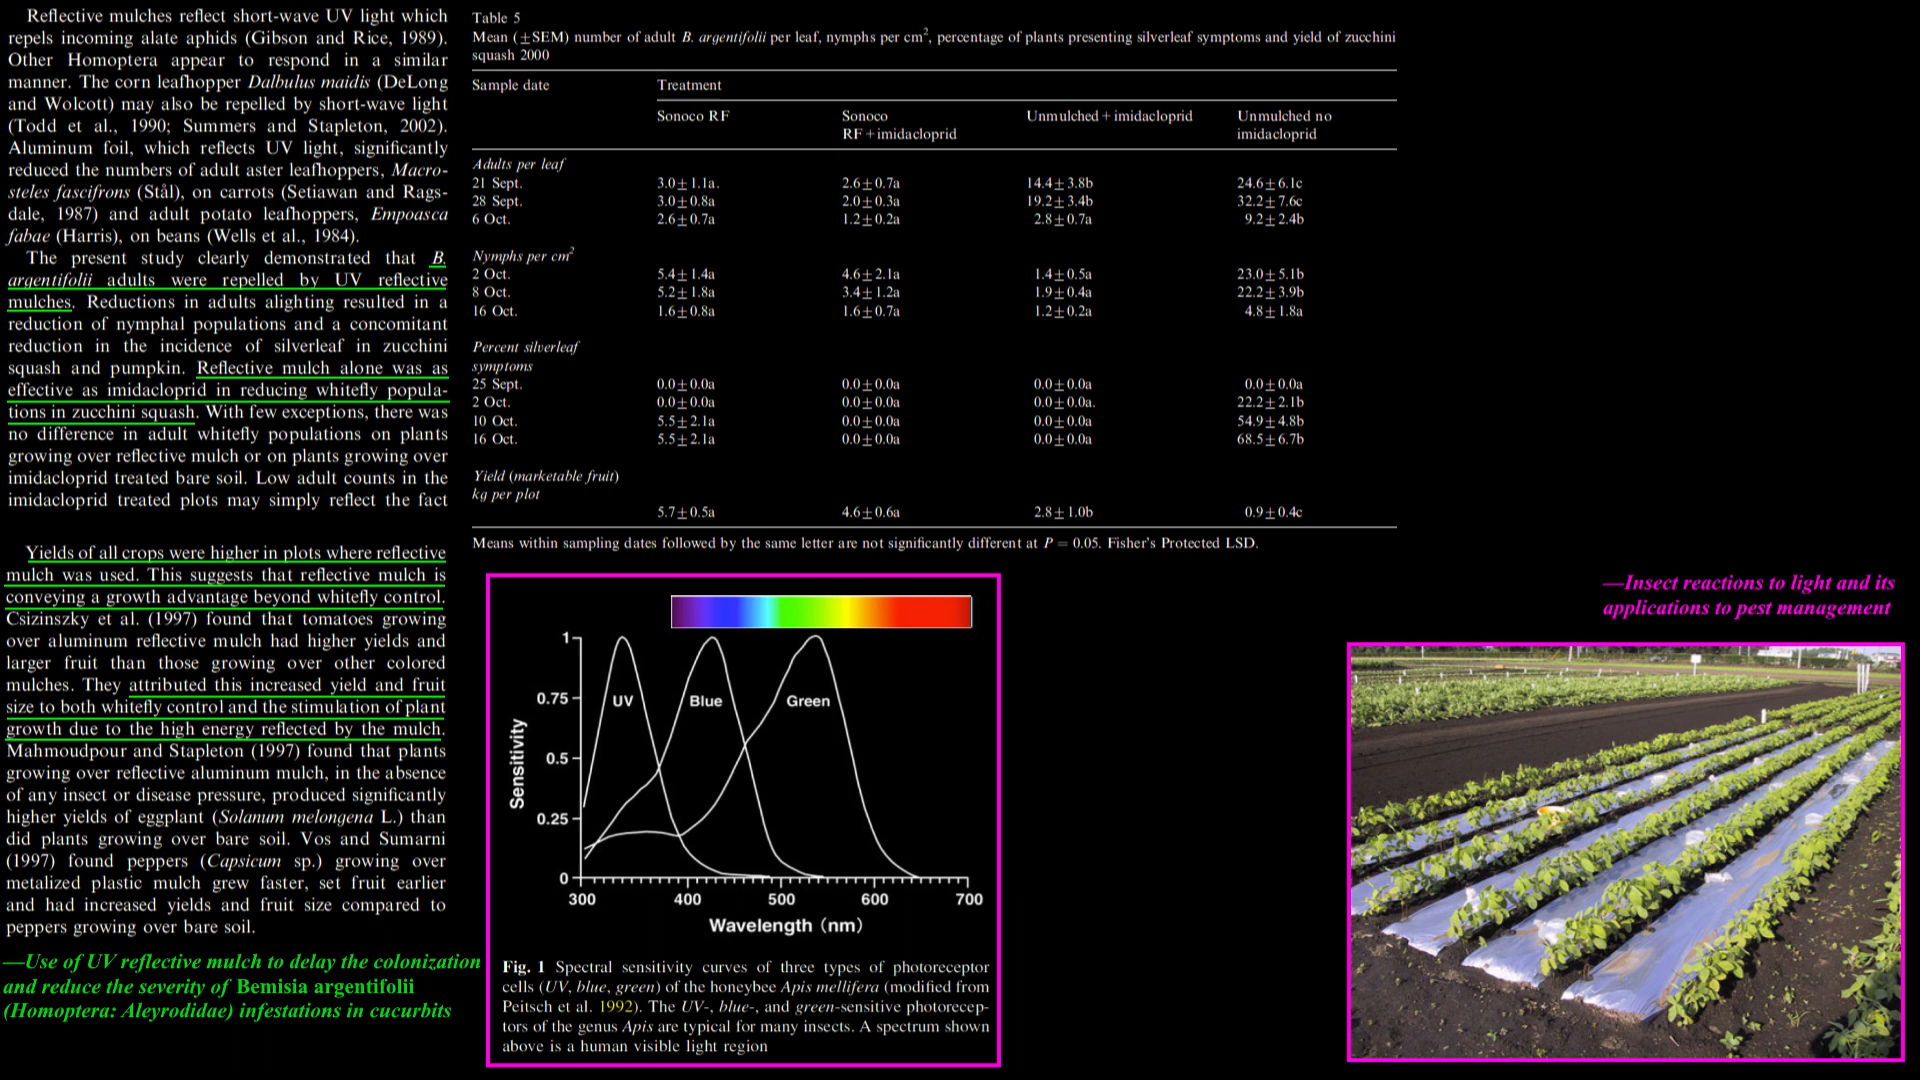 Reflective mulches reflect short-wave UV light which
repels incoming alate aphids (Gibson and Rice, 1989).
Other Homoptera appear to respond in a similar
manner. The corn leafhopper Dalbulus maidis (DeLong
and Wolcott) may also be repelled by short-wave light
(Todd et al., 1990; Summers and Stapleton, 2002).
Aluminum foil, which reflects UV light, significantly
reduced the numbers of adult aster leafhoppers, Macro-
steles fascifrons (Stål), on carrots (Setiawan and Rags-
dale, 1987) and adult potato leafhoppers, Empoasca
fabae (Harris), on beans (Wells et al., 1984).
The present study clearly demonstrated that B.
argentifolii adults were repelled by UV reflective
mulches. Reductions in adults alighting resulted in a
reduction of nymphal populations and a concomitant
reduction in the incidence of silverleaf in zucchini
squash and pumpkin. Reflective mulch alone was as
effective as imidacloprid in reducing whitefly popula-
tions in zucchini squash. With few exceptions, there was
no difference in adult whitefly populations on plants
growing over reflective mulch or on plants growing over
imidacloprid treated bare soil. Low adult counts in the
imidacloprid treated plots may simply reflect the fact
Yields of all crops were higher in plots where reflective
mulch was used. This suggests that reflective mulch is
conveying a growth advantage beyond whitefly control.
Csizinszky et al. (1997) found that tomatoes growing
over aluminum reflective mulch had higher yields and
larger fruit than those growing over other colored
mulches. They attributed this increased yield and fruit
size to both whitefly control and the stimulation of plant
growth due to the high energy reflected by the mulch.
Mahmoudpour and Stapleton (1997) found that plants
growing over reflective aluminum mulch, in the absence
of any insect or disease pressure, produced significantly
higher yields of eggplant (Solanum melongena L.) than
did plants growing over bare soil. Vos and Sumarni
(1997) found peppers (Capsicum sp.) growing over
metalized plastic mulch grew faster, set fruit earlier
and had increased yields and fruit size compared to
peppers growing over bare soil.
—Use of UV reflective mulch to delay the colonization
and reduce the severity of Bemisia argentifolii
(Homoptera: Aleyrodidae) infestations in cucurbits
Table 5
Mean (±SEM) number of adult B. argentifolii per leaf, nymphs per cm², percentage of plants presenting silverleaf symptoms and yield of zucchini
squash 2000
Sample date Treatment
Sonoco RF Sonoco Unmulched + imidacloprid Unmulched no
RF + imidacloprid imidacloprid
Adults per leaf
21 Sept. 3.0±1.1a. 2.6±0.7a 14.4±3.8b 24.6±6.1c
28 Sept. 3.0±0.8a 2.0±0.3a 19.2±3.4b 32.2±7.6c
6 Oct. 2.6±0.7a 1.2±0.2a 2.8±0.7a 9.2±2.4b
Nymphs per cm²
2 Oct. 5.4±1.4a 4.6±2.1a 1.4±0.5a 23.0±5.1b
8 Oct. 5.2±1.8a 3.4±1.2a 1.9±0.4a 22.2±3.9b
16 Oct. 1.6±0.8a 1.6±0.7a 1.2±0.2a 4.8±1.8a
Percent silverleaf
symptoms
25 Sept. 0.0±0.0a 0.0±0.0a 0.0±0.0a 0.0±0.0a
2 Oct. 0.0±0.0a 0.0±0.0a 0.0±0.0a. 22.2±2.1b
10 Oct. 5.5±2.1a 0.0±0.0a 0.0±0.0a 54.9±4.8b
16 Oct. 5.5±2.1a 0.0±0.0a 0.0±0.0a 68.5±6.7b
Yield (marketable fruit)
kg per plot
5.7±0.5a 4.6±0.6a 2.8±1.0b 0.9±0.4c
Means within sampling dates followed by the same letter are not significantly different at P = 0.05. Fisher's Protected LSD.
1
0.75
0.5
0.25
0
Sensitivity
UV Blue Green
300 400 500 600 700
Wavelength (nm)
Fig. 1 Spectral sensitivity curves of three types of photoreceptor
cells (UV, blue, green) of the honeybee Apis mellifera (modified from
Peitsch et al. 1992). The UV-, blue-, and green-sensitive photorecep-
tors of the genus Apis are typical for many insects. A spectrum shown
above is a human visible light region
—Insect reactions to light and its
applications to pest management